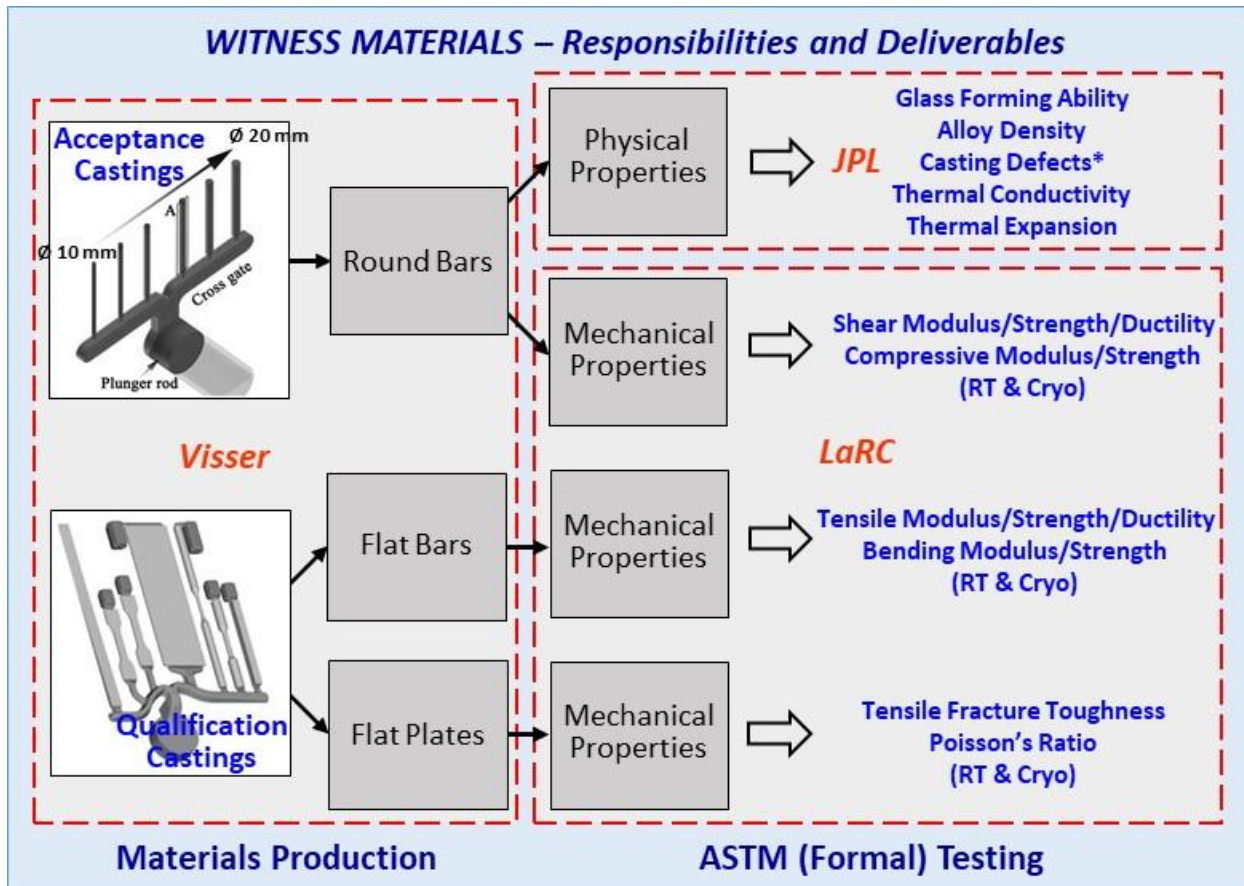 WITNESS MATERIALS – Responsibilities and Deliverables
Acceptance
Castings
Ø 20 mm
A
Ø 10 mm
Cross gate
Plunger rod
Round Bars
Physical
Properties
JPL
Glass Forming Ability
Alloy Density
Casting Defects*
Thermal Conductivity
Thermal Expansion
Mechanical
Properties
Shear Modulus/Strength/Ductility
Compressive Modulus/Strength
(RT & Cryo)
Visser
LaRC
Qualification
Castings
Flat Bars
Mechanical
Properties
Tensile Modulus/Strength/Ductility
Bending Modulus/Strength
(RT & Cryo)
Flat Plates
Mechanical
Properties
Tensile Fracture Toughness
Poisson's Ratio
(RT & Cryo)
Materials Production
ASTM (Formal) Testing